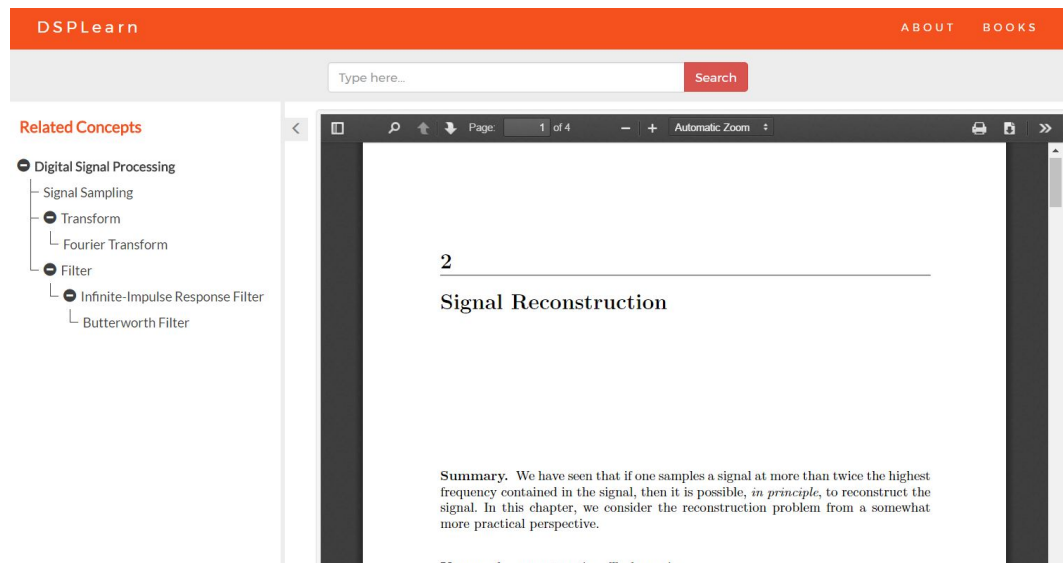 DSPLearn
ABOUT BOOKS
Type here... Search
Related Concepts
Digital Signal Processing
Signal Sampling
Transform
Fourier Transform
Filter
Infinite-Impulse Response Filter
Butterworth Filter
Page: 1 of 4 Automatic Zoom
2
Signal Reconstruction
Summary. We have seen that if one samples a signal at more than twice the highest
frequency contained in the signal, then it is possible, in principle, to reconstruct the
signal. In this chapter, we consider the reconstruction problem from a somewhat
more practical perspective.